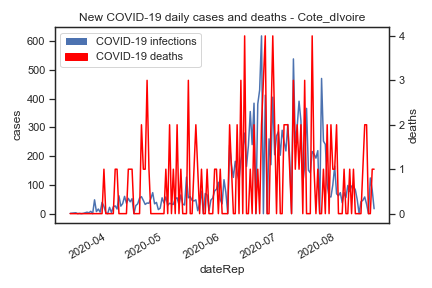 New COVID-19 daily cases and deaths - Cote_dIvoire
COVID-19 infections
COVID-19 deaths
600
500
400
300
200
100
0
cases
4
3
2
1
0
deaths
2020-04
2020-05
2020-06
2020-07
2020-08
dateRep